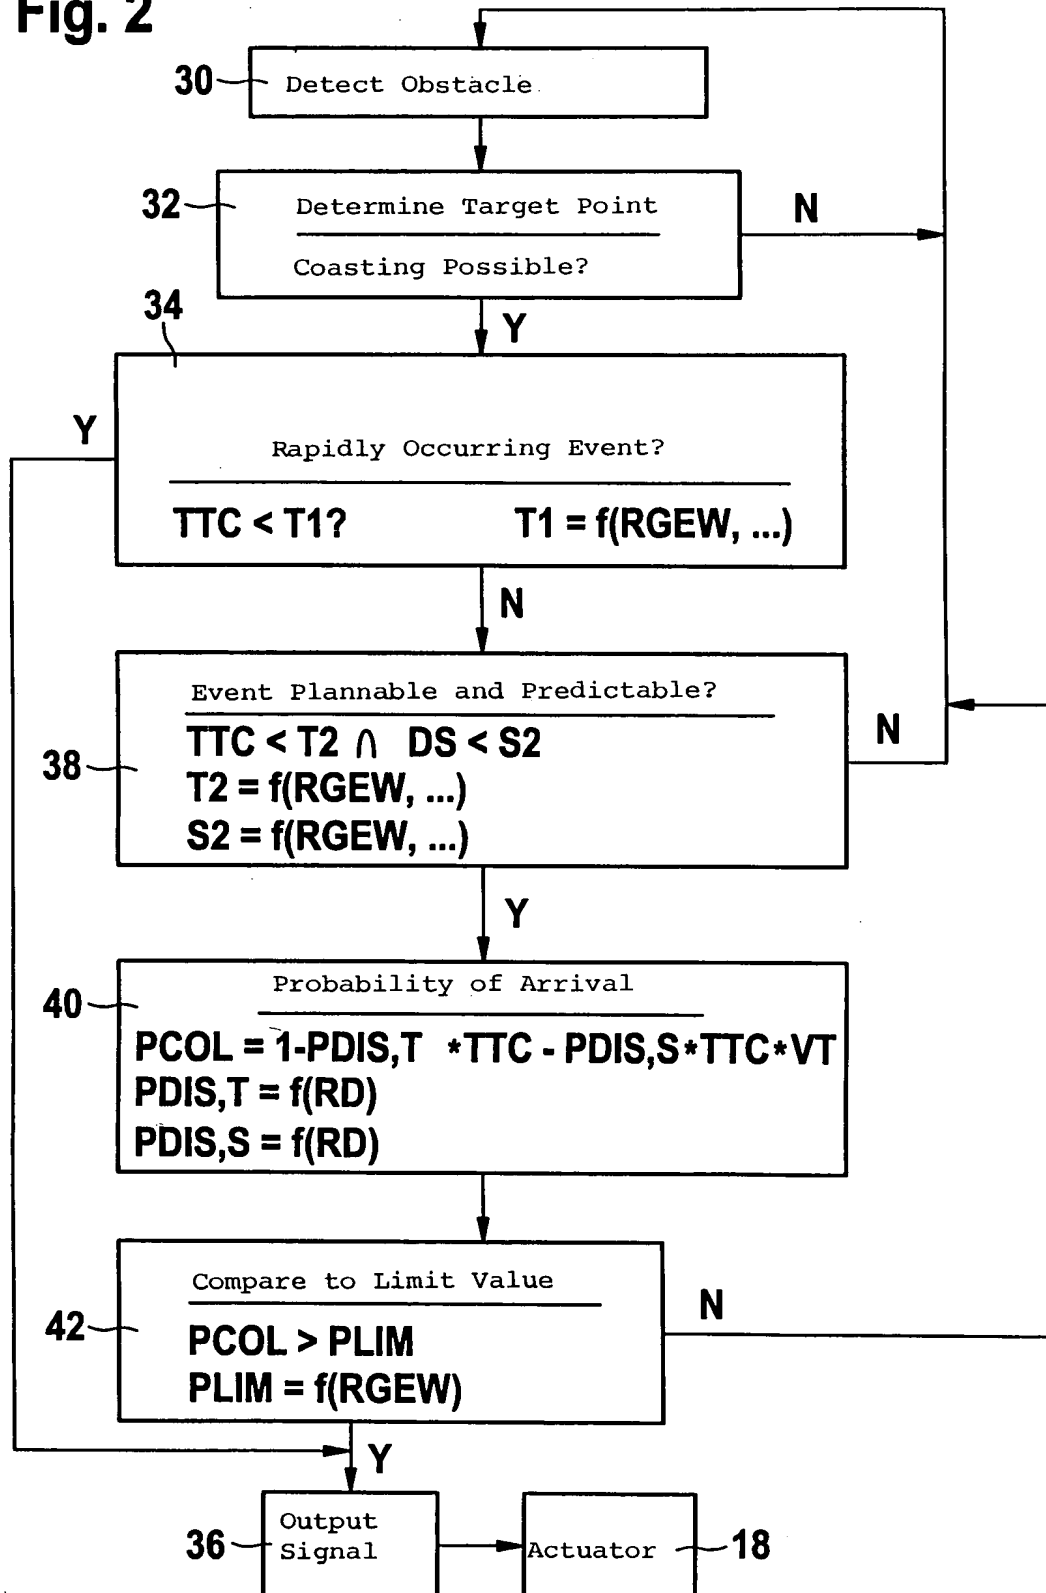 Fig. 2
30
Detect Obstacle
32
Determine Target Point
N
Coasting Possible?
34
Y
Y
Rapidly Occurring Event?
TTC < T1? T1 = f(RGEW, ...)
N
Event Plannable and Predictable?
38
TTC < T2 ∩ DS < S2
N
T2 = f(RGEW, ...)
S2 = f(RGEW, ...)
Y
Probability of Arrival
40
PCOL = 1-PDIS,T *TTC - PDIS,S*TTC*VT
PDIS,T = f(RD)
PDIS,S = f(RD)
Compare to Limit Value
N
42
PCOL > PLIM
PLIM = f(RGEW)
Y
36
Output
Signal
Actuator
18